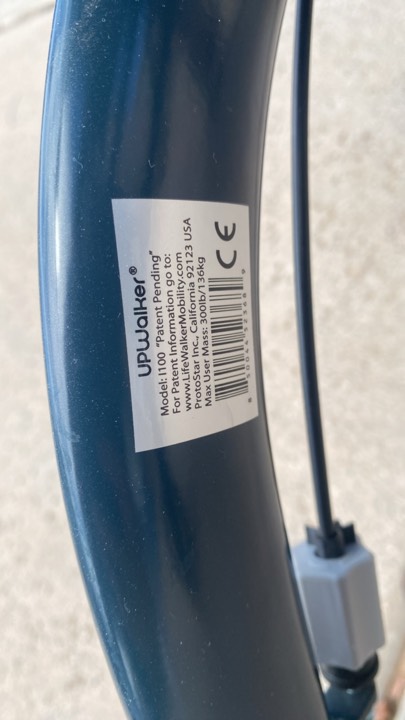 UPWalker®
Model: I100 "Patent Pending"
For Patent Information go to:
www.LifeWalkerMobility.com
ProtoStar Inc., California 92123 USA
Max User Mass: 300lb/136kg
CE